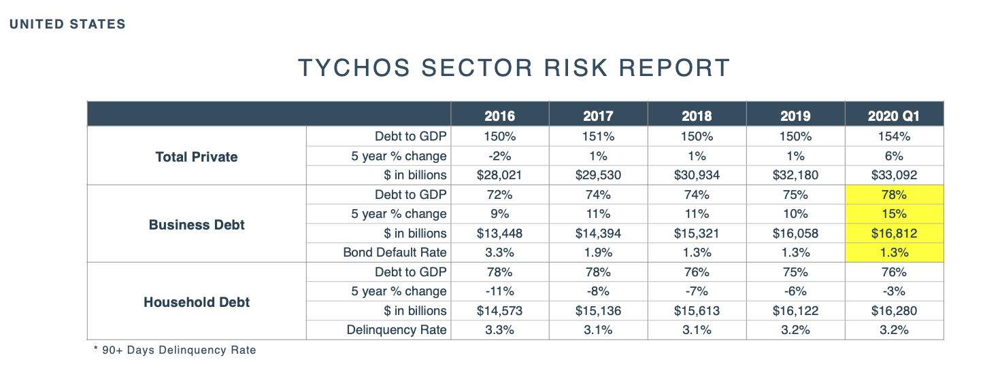 UNITED STATES
TYCHOS SECTOR RISK REPORT
2016 2017 2018 2019 2020 Q1
Total Private
Debt to GDP 150% 151% 150% 150% 154%
5 year % change -2% 1% 1% 1% 6%
$ in billions $28,021 $29,530 $30,934 $32,180 $33,092
Business Debt
Debt to GDP 72% 74% 74% 75% 78%
5 year % change 9% 11% 11% 10% 15%
$ in billions $13,448 $14,394 $15,321 $16,058 $16,812
Bond Default Rate 3.3% 1.9% 1.3% 1.3% 1.3%
Household Debt
Debt to GDP 78% 78% 76% 75% 76%
5 year % change -11% -8% -7% -6% -3%
$ in billions $14,573 $15,136 $15,613 $16,122 $16,280
Delinquency Rate 3.3% 3.1% 3.1% 3.2% 3.2%
* 90+ Days Delinquency Rate